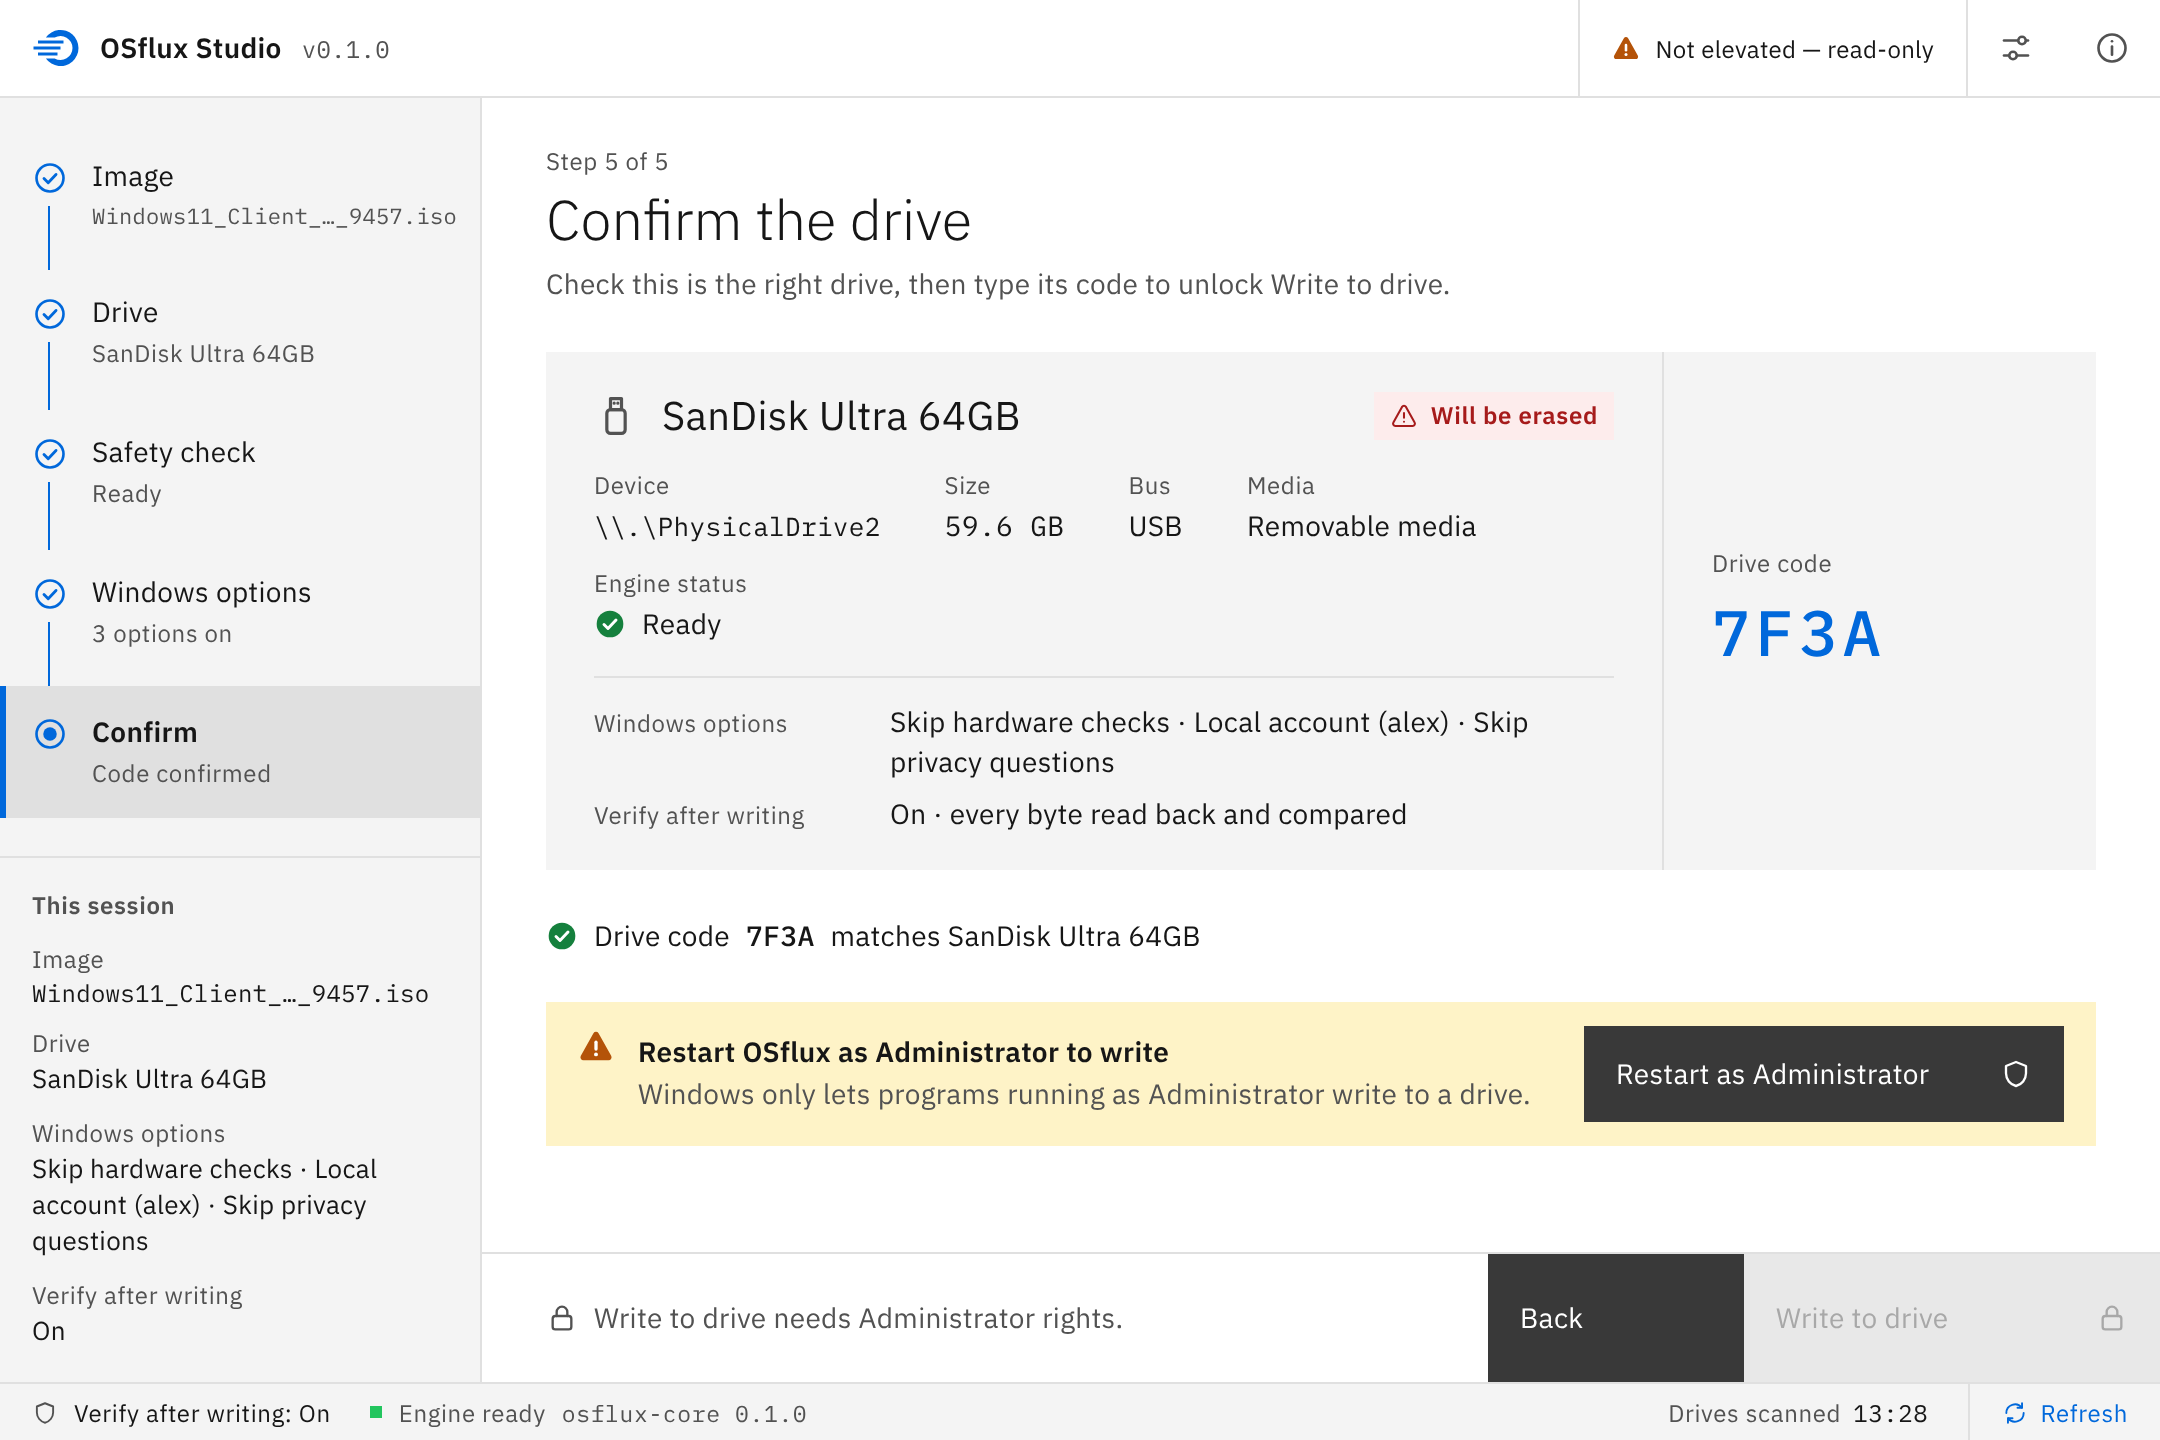 OSflux Studio v0.1.0
Not elevated — read-only
Image
Windows11_Client_…_9457.iso
Drive
SanDisk Ultra 64GB
Safety check
Ready
Windows options
3 options on
Confirm
Code confirmed
This session
Image
Windows11_Client_…_9457.iso
Drive
SanDisk Ultra 64GB
Windows options
Skip hardware checks · Local
account (alex) · Skip privacy
questions
Verify after writing
On
Step 5 of 5
Confirm the drive
Check this is the right drive, then type its code to unlock Write to drive.
SanDisk Ultra 64GB
Will be erased
Device Size Bus Media
\\.\PhysicalDrive2 59.6 GB USB Removable media
Engine status
Ready
Windows options Skip hardware checks · Local account (alex) · Skip
privacy questions
Verify after writing On · every byte read back and compared
Drive code
7F3A
Drive code 7F3A matches SanDisk Ultra 64GB
Restart OSflux as Administrator to write
Windows only lets programs running as Administrator write to a drive.
Restart as Administrator
Write to drive needs Administrator rights.
Back
Write to drive
Verify after writing: On
Engine ready osflux-core 0.1.0
Drives scanned 13:28
Refresh